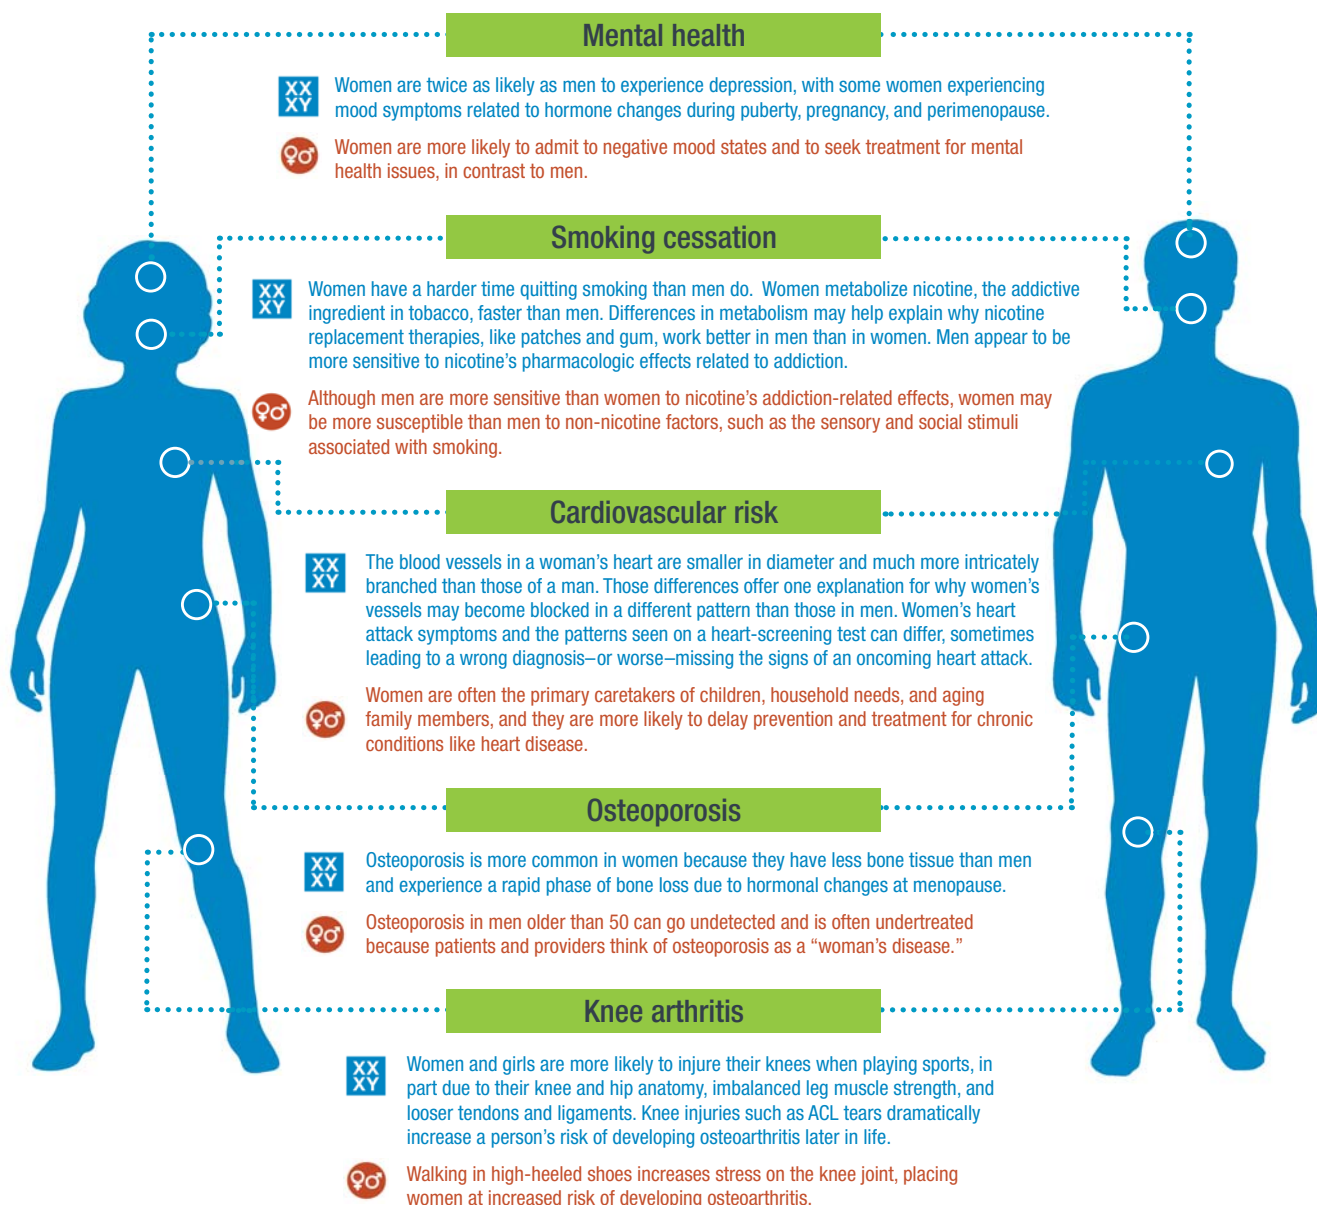 Mental health
XX
XY
Women are twice as likely as men to experience depression, with some women experiencing
mood symptoms related to hormone changes during puberty, pregnancy, and perimenopause.
♀♂
Women are more likely to admit to negative mood states and to seek treatment for mental
health issues, in contrast to men.
Smoking cessation
XX
XY
Women have a harder time quitting smoking than men do.  Women metabolize nicotine, the addictive
ingredient in tobacco, faster than men. Differences in metabolism may help explain why nicotine
replacement therapies, like patches and gum, work better in men than in women. Men appear to be
more sensitive to nicotine’s pharmacologic effects related to addiction.
♀♂
Although men are more sensitive than women to nicotine’s addiction-related effects, women may
be more susceptible than men to non-nicotine factors, such as the sensory and social stimuli
associated with smoking.
Cardiovascular risk
XX
XY
The blood vessels in a woman’s heart are smaller in diameter and much more intricately
branched than those of a man. Those differences offer one explanation for why women’s
vessels may become blocked in a different pattern than those in men. Women’s heart
attack symptoms and the patterns seen on a heart-screening test can differ, sometimes
leading to a wrong diagnosis–or worse–missing the signs of an oncoming heart attack.
♀♂
Women are often the primary caretakers of children, household needs, and aging
family members, and they are more likely to delay prevention and treatment for chronic
conditions like heart disease.
Osteoporosis
XX
XY
Osteoporosis is more common in women because they have less bone tissue than men
and experience a rapid phase of bone loss due to hormonal changes at menopause.
♀♂
Osteoporosis in men older than 50 can go undetected and is often undertreated
because patients and providers think of osteoporosis as a “woman’s disease.”
Knee arthritis
XX
XY
Women and girls are more likely to injure their knees when playing sports, in
part due to their knee and hip anatomy, imbalanced leg muscle strength, and
looser tendons and ligaments. Knee injuries such as ACL tears dramatically
increase a person’s risk of developing osteoarthritis later in life.
♀♂
Walking in high-heeled shoes increases stress on the knee joint, placing
women at increased risk of developing osteoarthritis.